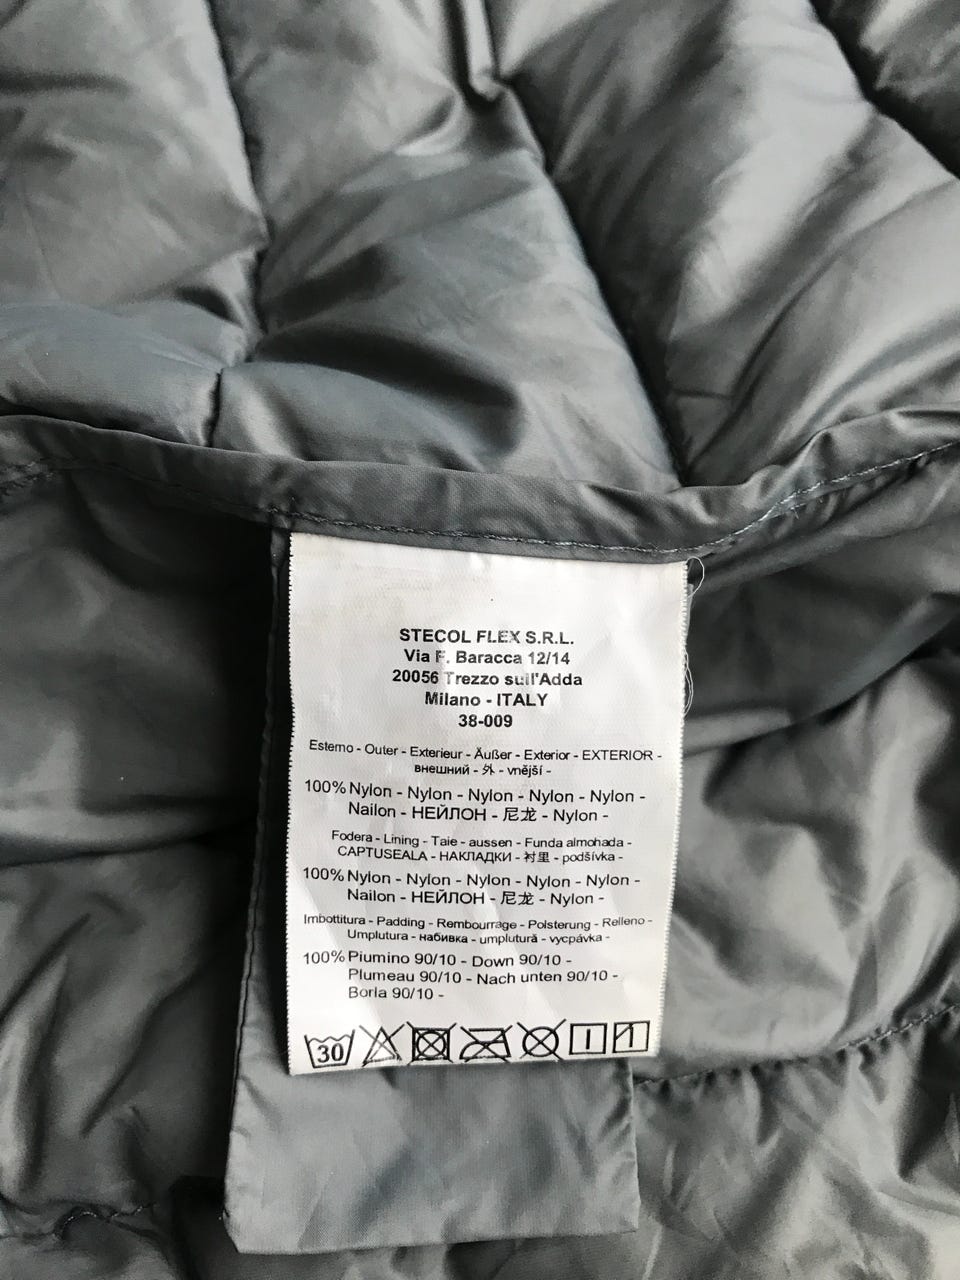 STECOL FLEX S.R.L.
Via F. Baracca 12/14
20056 Trezzo sull'Adda
Milano - ITALY
38-009
Esterno - Outer - Exterieur - Äußer - Exterior - EXTERIOR -
внешний - 外 - vnější -
100% Nylon - Nylon - Nylon - Nylon - Nylon -
Nailon - НЕЙЛОН - 尼龙 - Nylon -
Fodera - Lining - Taie - aussen - Funda almohada -
CAPTUSEALA - НАКЛАДКИ - 衬里 - podšívka -
100% Nylon - Nylon - Nylon - Nylon - Nylon -
Nailon - НЕЙЛОН - 尼龙 - Nylon -
Imbottitura - Padding - Rembourrage - Polsterung - Relleno -
Umplutura - набивка - umplutură - vycpávka -
100% Piumino 90/10 - Down 90/10 -
Plumeau 90/10 - Nach unten 90/10 -
Borla 90/10 -
30